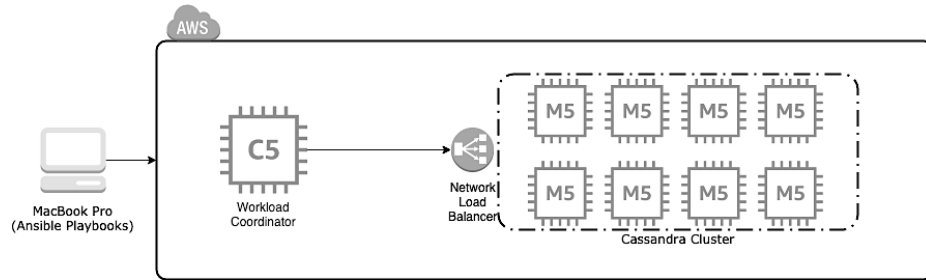 AWS
C5
Workload
Coordinator
MacBook Pro
(Ansible Playbooks)
Network
Load
Balancer
M5
M5
M5
M5
M5
M5
M5
M5
Cassandra Cluster